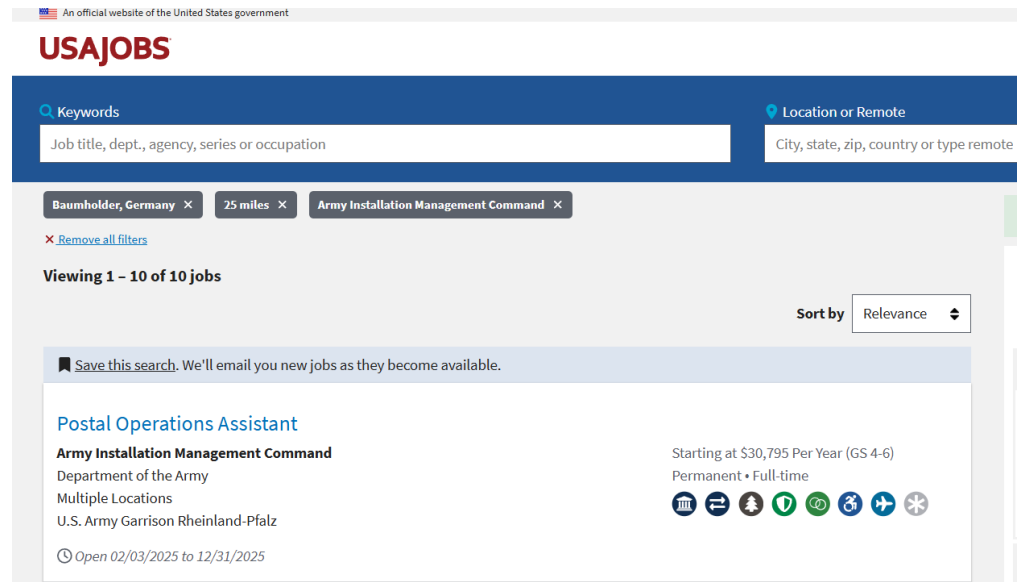 An official website of the United States government
USAJOBS
Keywords
Location or Remote
Job title, dept., agency, series or occupation
City, state, zip, country or type remote
Baumholder, Germany ×
25 miles ×
Army Installation Management Command ×
× Remove all filters
Viewing 1 – 10 of 10 jobs
Sort by Relevance
Save this search. We'll email you new jobs as they become available.
Postal Operations Assistant
Army Installation Management Command
Department of the Army
Multiple Locations
U.S. Army Garrison Rheinland-Pfalz
Starting at $30,795 Per Year (GS 4-6)
Permanent • Full-time
Open 02/03/2025 to 12/31/2025